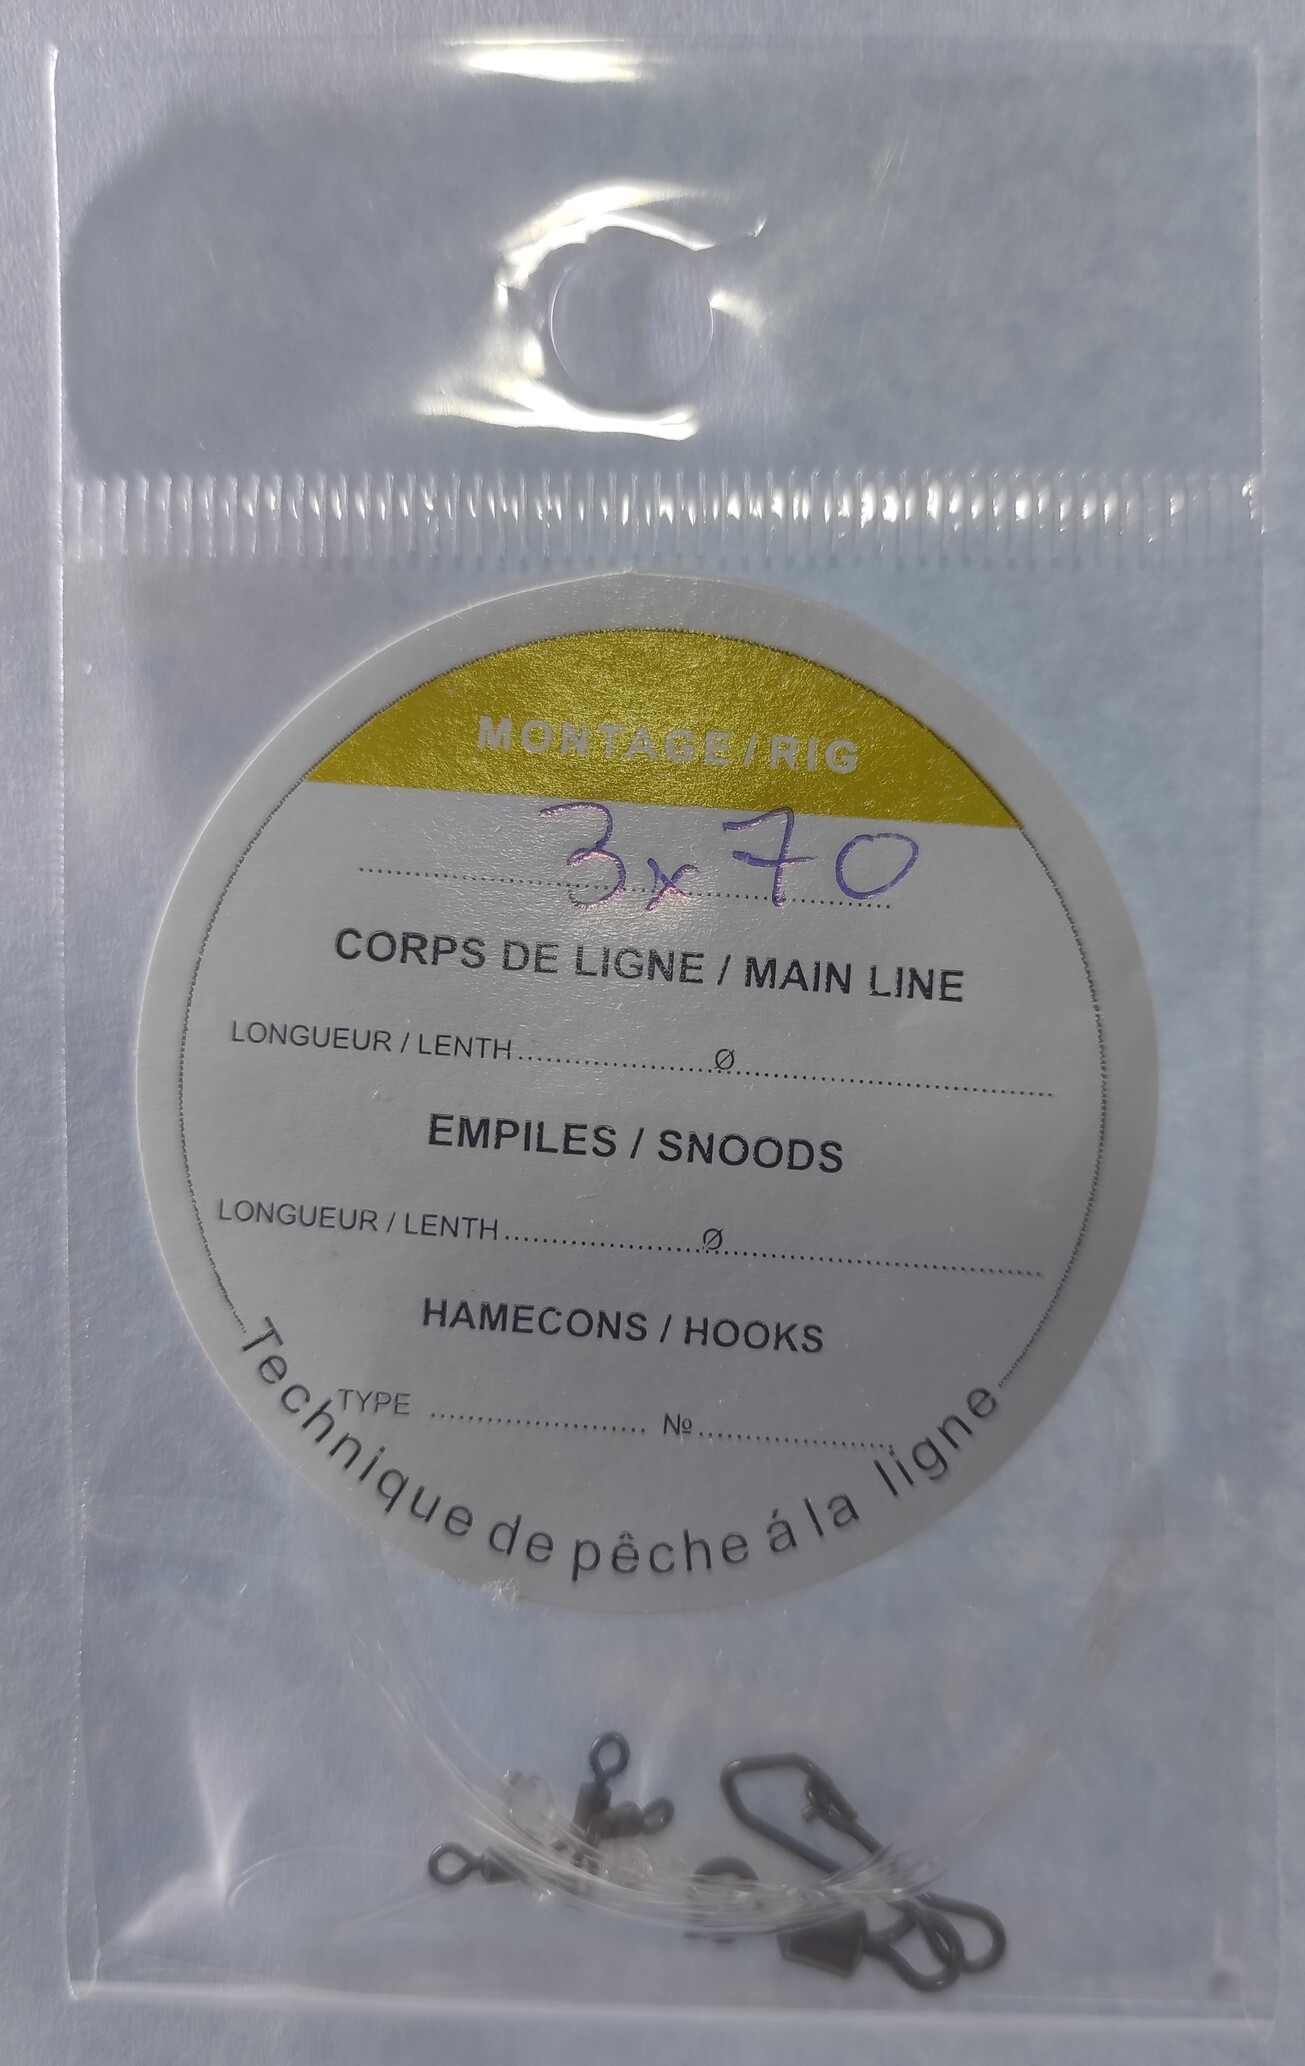 MONTAGE/RIG
3x70
CORPS DE LIGNE / MAIN LINE
LONGUEUR / LENTH....................Ø................................
EMPILES / SNOODS
LONGUEUR / LENTH....................Ø................................
HAMECONS / HOOKS
TYPE ...................... №....................
Technique de pêche á la ligne